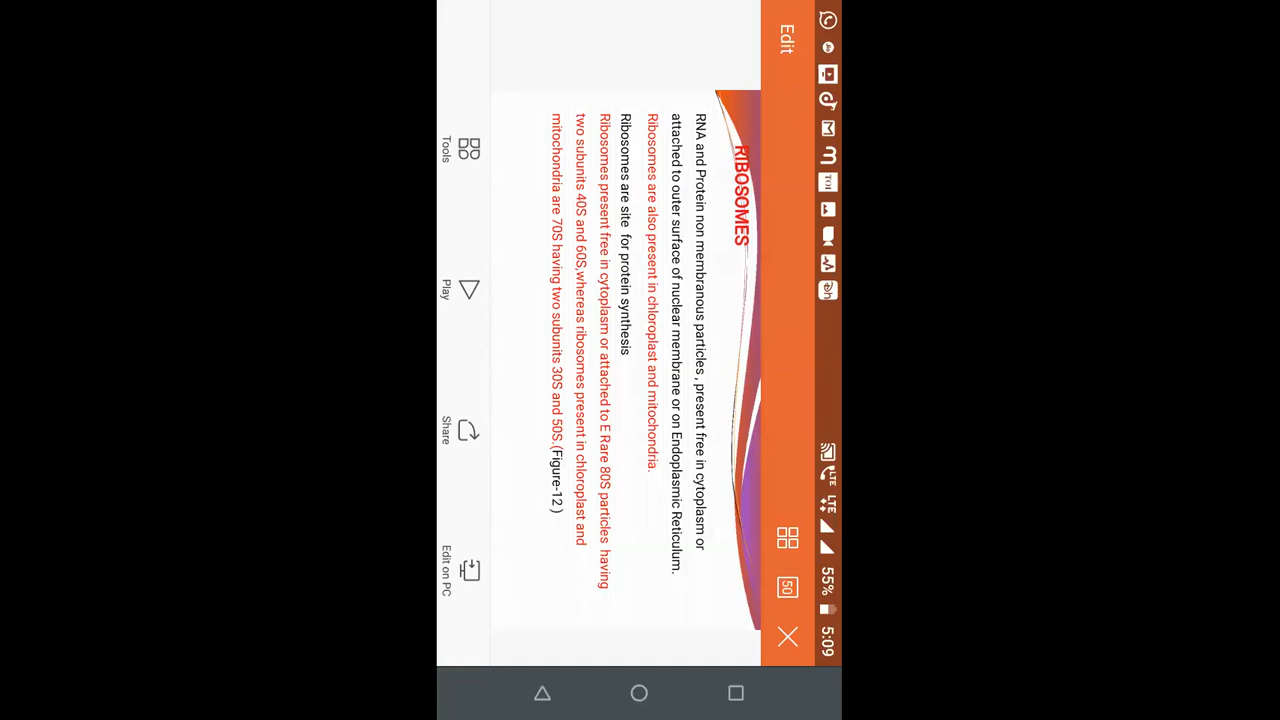 5:09
55%
LTE
LTE
TOI
Edit
50
RIBOSOMES
RNA and Protein non membranous particles , present free in cytoplasm or
attached to outer surface of nuclear membrane or on Endoplasmic Reticulum.
Ribosomes are also present in chloroplast and mitochondria.
Ribosomes are site for protein synthesis
Ribosomes present free in cytoplasm or attached to E Rare 80S particles having
two subunits 40S and 60S,whereas ribosomes present in chloroplast and
mitochondria are 70S having two subunits 30S and 50S.(Figure-12 )
Tools
Play
Share
Edit on PC